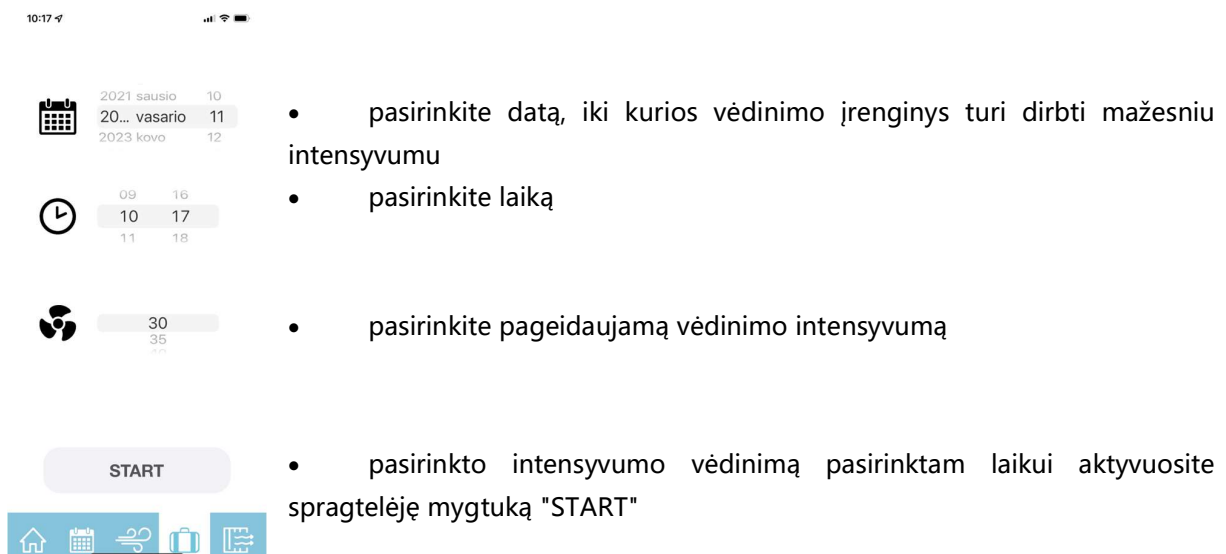 10:17
2021 sausio 10
20... vasario 11
2023 kovo 12
• pasirinkite datą, iki kurios vėdinimo įrenginys turi dirbti mažesniu
intensyvumu
09 16
10 17
11 18
• pasirinkite laiką
30
35
• pasirinkite pageidaujamą vėdinimo intensyvumą
START
• pasirinkto intensyvumo vėdinimą pasirinktam laikui aktyvuosite
spragtelėję mygtuką "START"